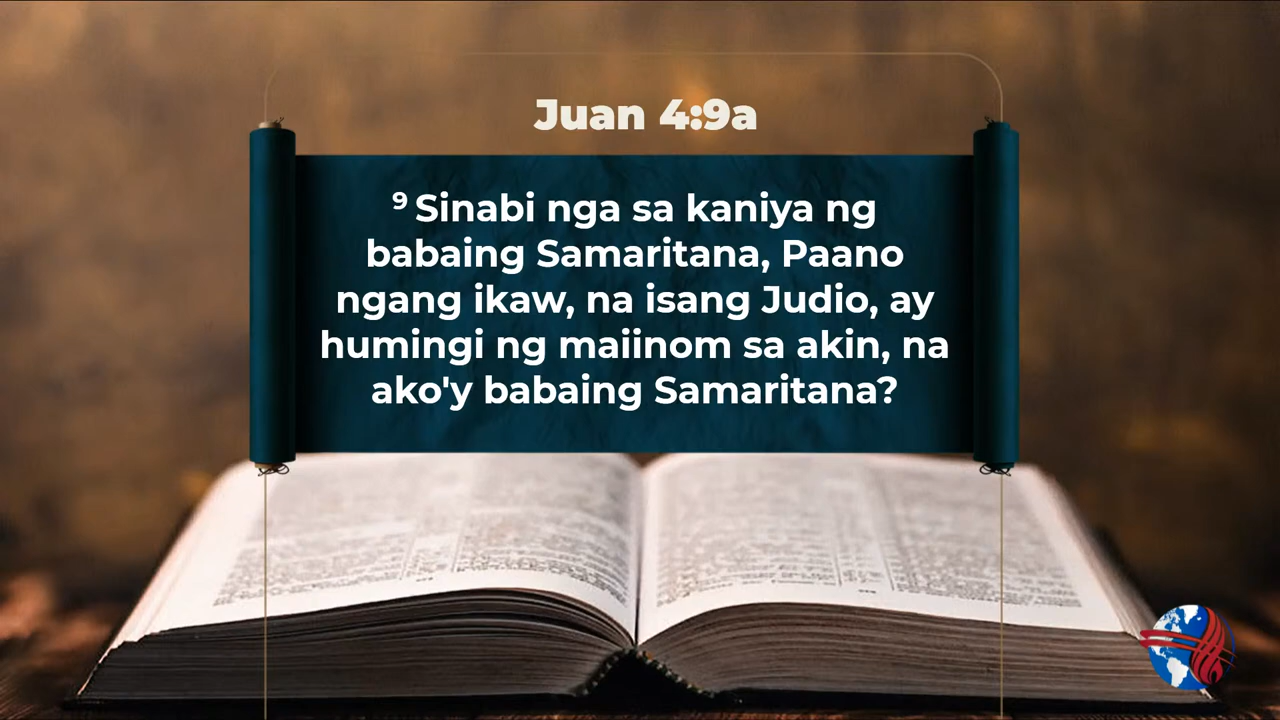 Juan 4:9a
⁹ Sinabi nga sa kaniya ng
babaing Samaritana, Paano
ngang ikaw, na isang Judio, ay
humingi ng maiinom sa akin, na
ako'y babaing Samaritana?